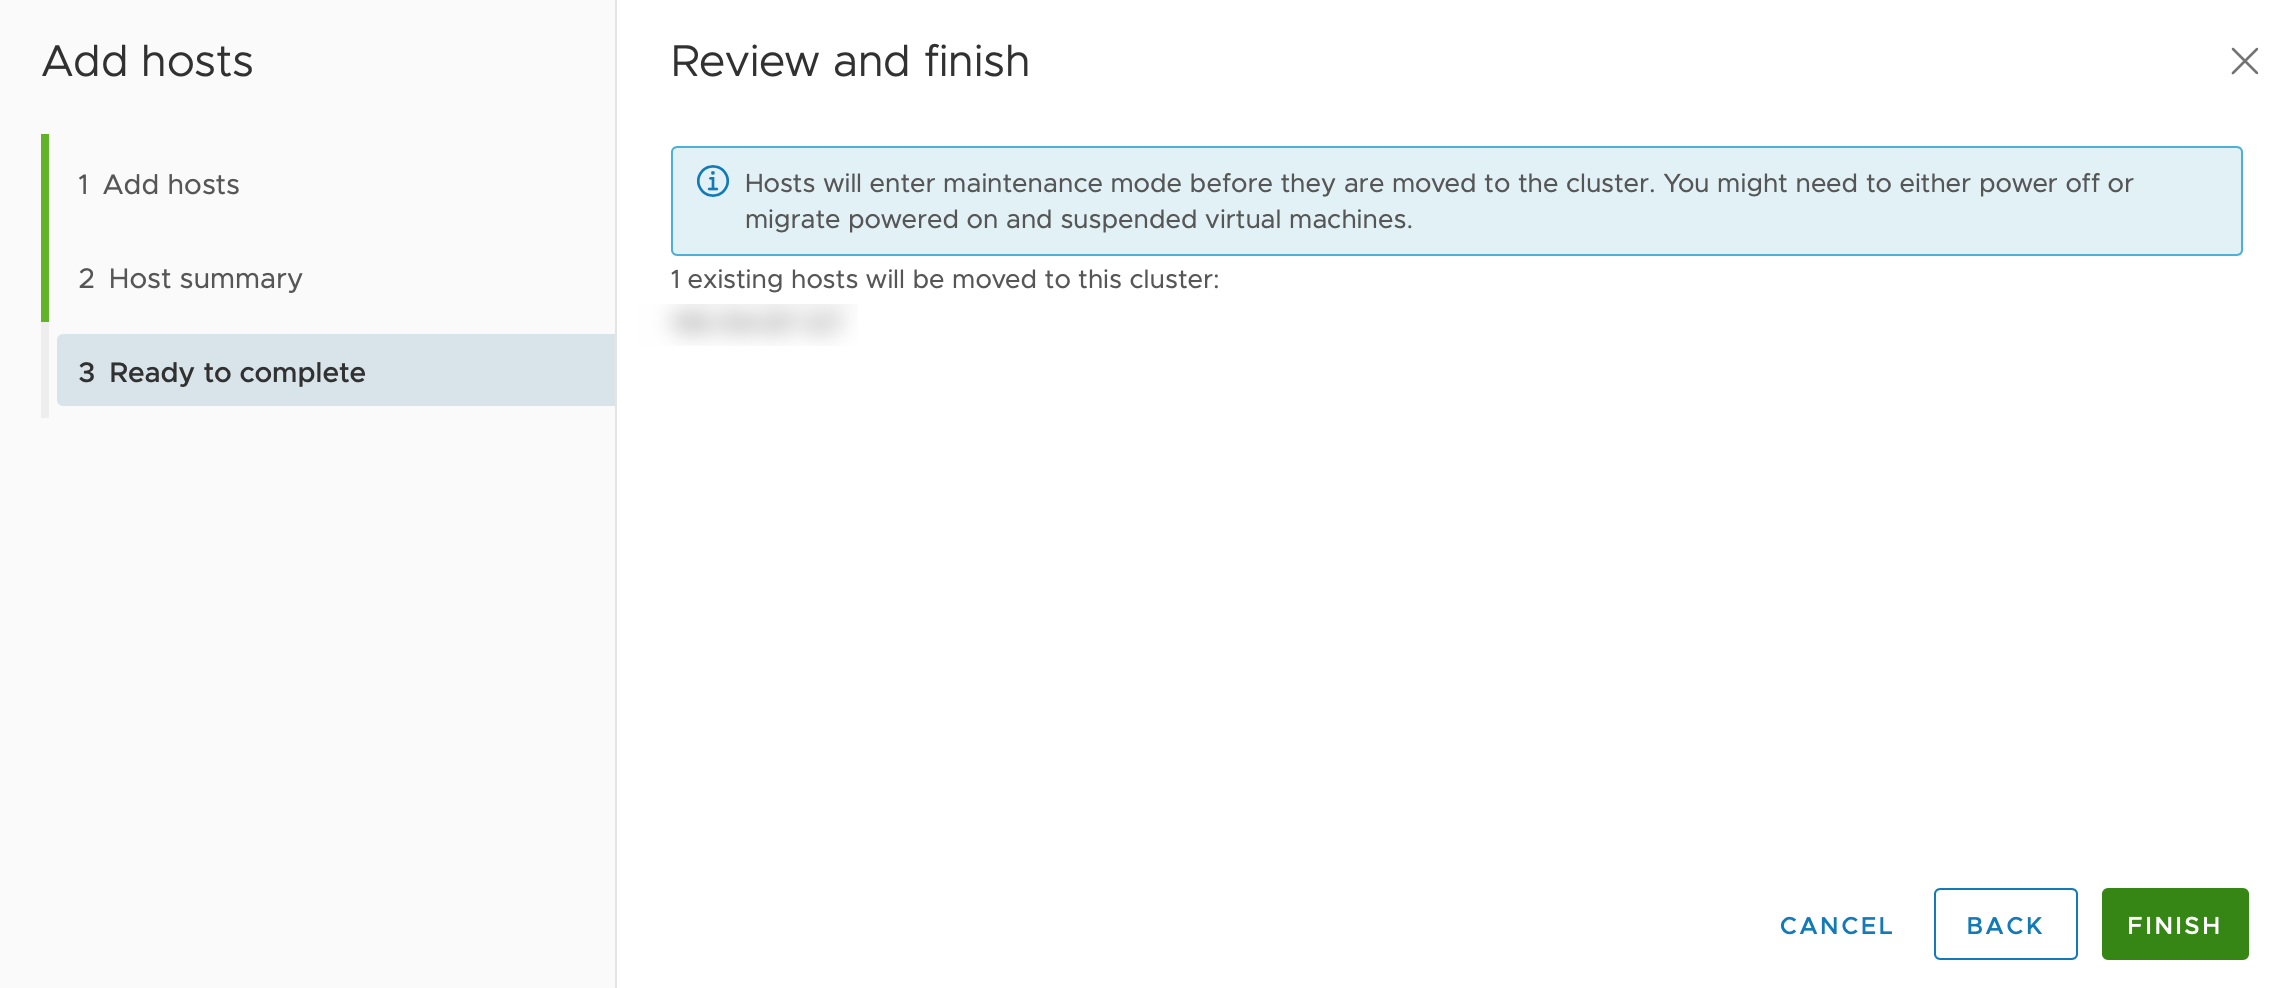 Add hosts
1 Add hosts
2 Host summary
3 Ready to complete
Review and finish
Hosts will enter maintenance mode before they are moved to the cluster. You might need to either power off or
migrate powered on and suspended virtual machines.
1 existing hosts will be moved to this cluster:
CANCEL
BACK
FINISH